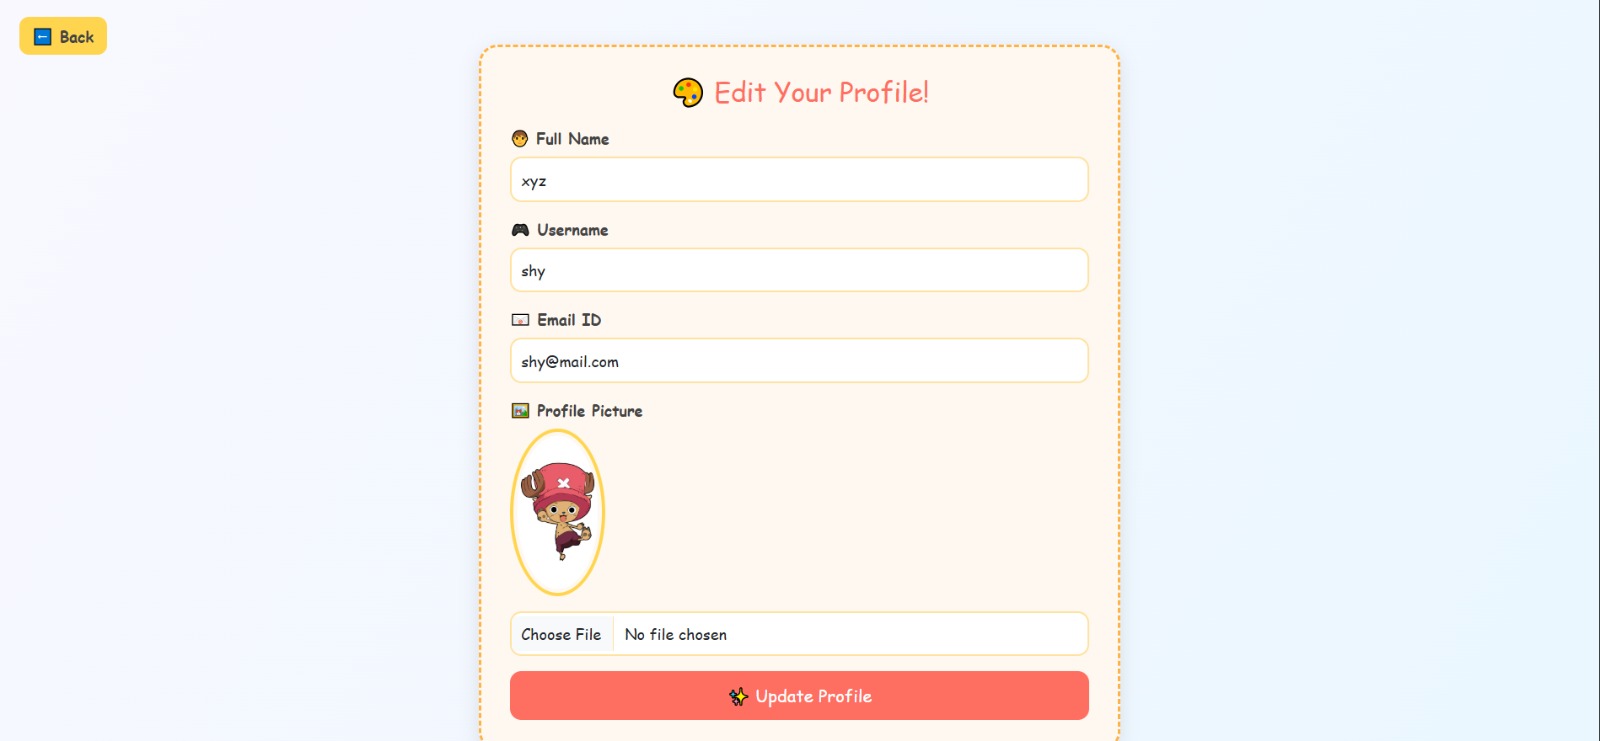 Back
Edit Your Profile!
Full Name
xyz
Username
shy
Email ID
shy@mail.com
Profile Picture
Choose File No file chosen
Update Profile